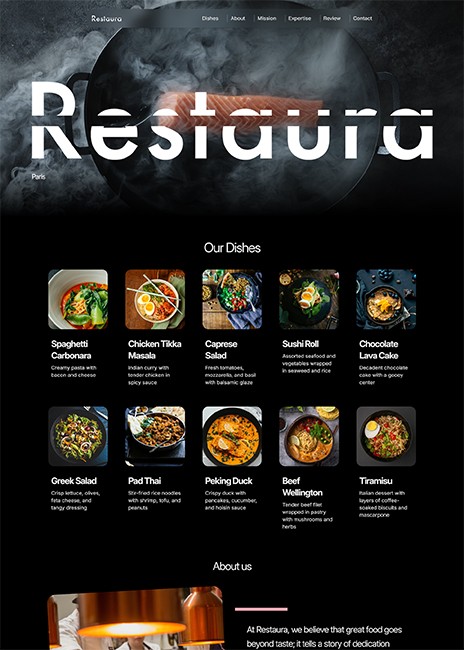 Restaura
Dishes
About
Mission
Expertise
Review
Contact
Restaura
Paris
Our Dishes
Spaghetti
Carbonara
Creamy pasta with
bacon and cheese
Chicken Tikka
Masala
Indian curry with
tender chicken in
spicy sauce
Caprese
Salad
Fresh tomatoes,
mozzarella, and basil
with balsamic glaze
Sushi Roll
Assorted seafood and
vegetables wrapped
in seaweed and rice
Chocolate
Lava Cake
Decadent chocolate
cake with a gooey
center
Greek Salad
Crisp lettuce, olives,
feta cheese, and
tangy dressing
Pad Thai
Stir-fried rice noodles
with shrimp, tofu, and
peanuts
Peking Duck
Crispy duck with
pancakes, cucumber,
and hoisin sauce
Beef
Wellington
Tender beef filet
wrapped in pastry
with mushrooms and
herbs
Tiramisu
Italian dessert with
layers of coffee-
soaked biscuits and
mascarpone
About us
At Restaura, we believe that great food goes
beyond taste; it tells a story of dedication